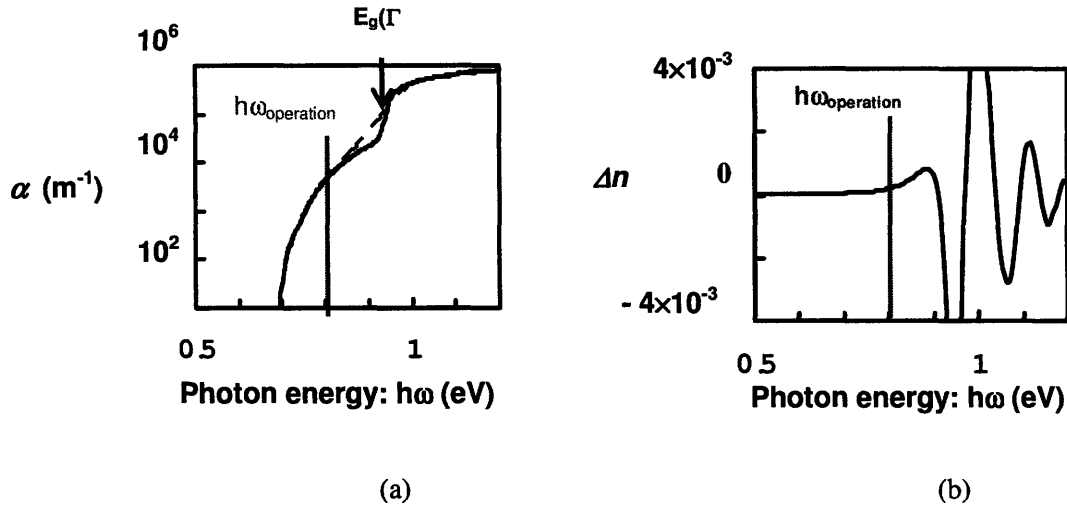 E_g(Γ
10^6
10^4
10^2
α (m^-1)
ħω_operation
0.5 1
Photon energy: ħω (eV)
(a)
4×10^-3
0
- 4×10^-3
Δn
ħω_operation
0.5 1
Photon energy: ħω (eV)
(b)